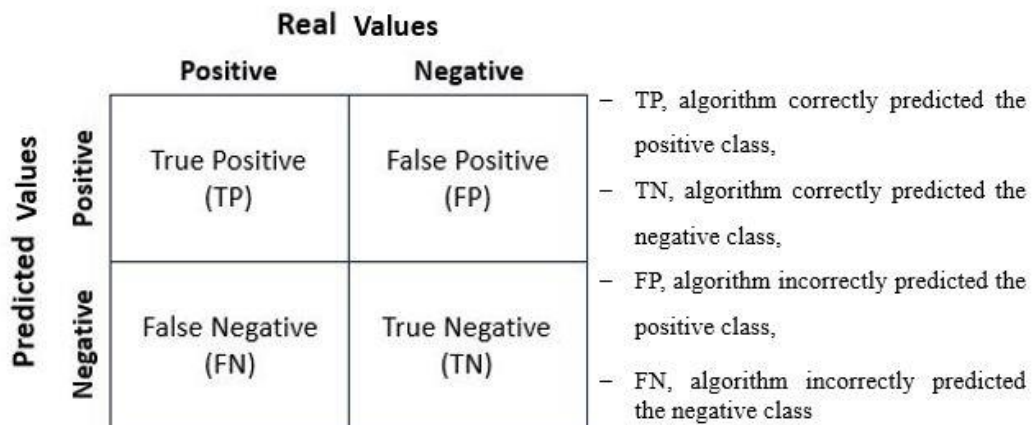 Real Values
Positive Negative
Predicted Values
Positive
True Positive
(TP)
False Positive
(FP)
Negative
False Negative
(FN)
True Negative
(TN)
– TP, algorithm correctly predicted the
positive class,
– TN, algorithm correctly predicted the
negative class,
– FP, algorithm incorrectly predicted the
positive class,
– FN, algorithm incorrectly predicted
the negative class